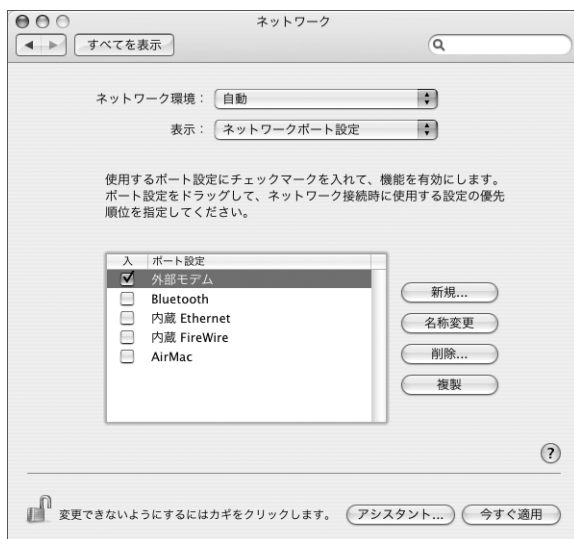 ネットワーク
すべてを表示
ネットワーク環境： 自動
表示： ネットワークポート設定
使用するポート設定にチェックマークを入れて、機能を有効にします。
ポート設定をドラッグして、ネットワーク接続時に使用する設定の優先
順位を指定してください。
入 ポート設定
外部モデム
Bluetooth
内蔵 Ethernet
内蔵 FireWire
AirMac
新規...
名称変更
削除...
複製
?
変更できないようにするにはカギをクリックします。 アシスタント... 今すぐ適用